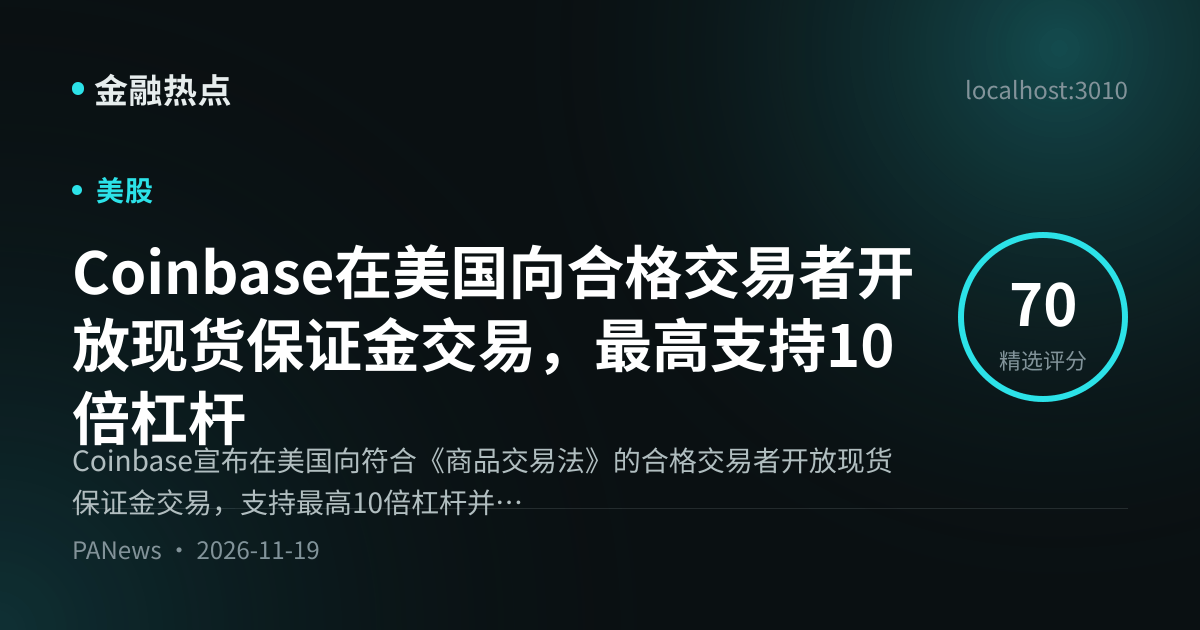 金融热点
localhost:3010
美股
Coinbase在美国向合格交易者开
放现货保证金交易，最高支持10
倍杠杆
70
精选评分
Coinbase宣布在美国向符合《商品交易法》的合格交易者开放现货
保证金交易，支持最高10倍杠杆并…
PANews • 2026-11-19